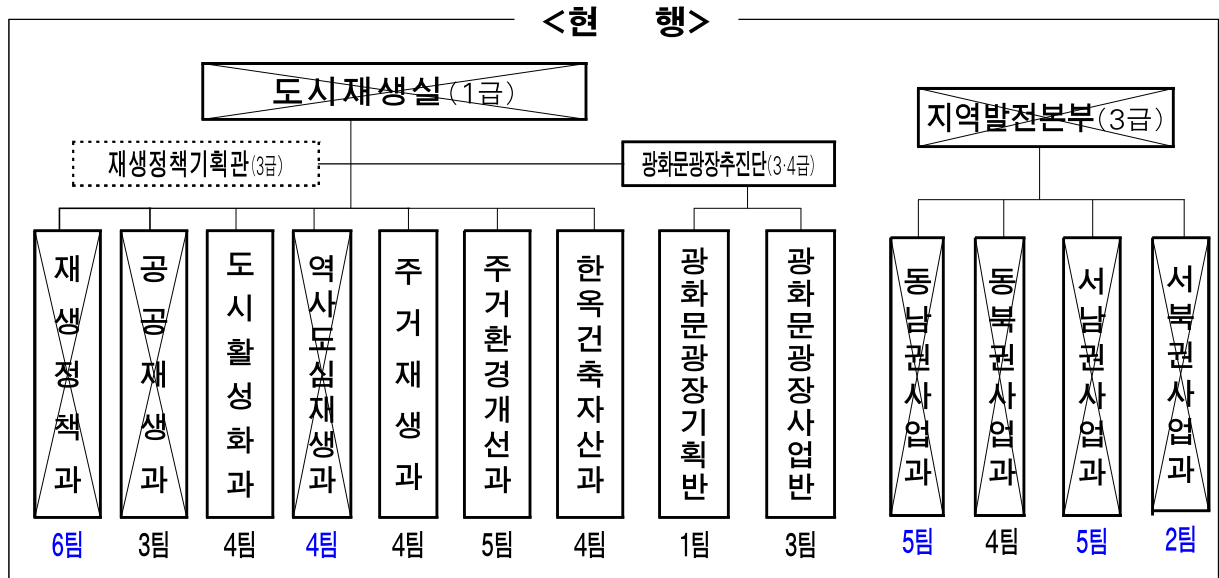 <현 행>
도시재생실(1급)
지역발전본부(3급)
재생정책기획관(3급)
광화문광장추진단(3·4급)
재생정책과
공공재생과
도시활성화과
역사도심재생과
주거재생과
주거환경개선과
한옥건축자산과
광화문광장기획반
광화문광장사업반
동남권사업과
동북권사업과
서남권사업과
서북권사업과
6팀 3팀 4팀 4팀 4팀 5팀 4팀 1팀 3팀 5팀 4팀 5팀 2팀